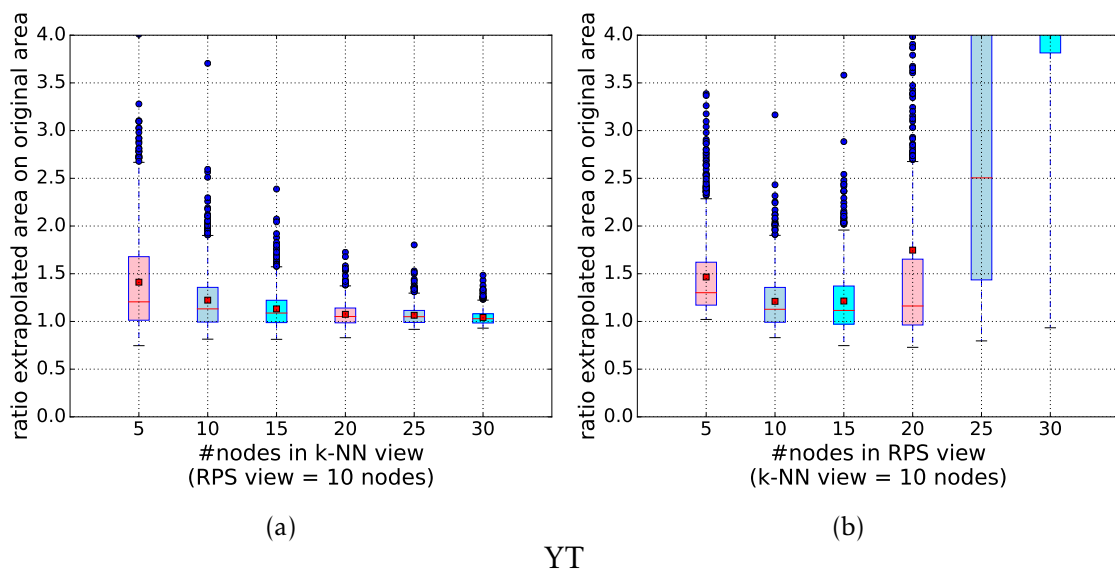 ratio extrapolated area on original area
4.0
3.5
3.0
2.5
2.0
1.5
1.0
0.5
0.0
5 10 15 20 25 30
#nodes in k-NN view
(RPS view = 10 nodes)
(a)
ratio extrapolated area on original area
4.0
3.5
3.0
2.5
2.0
1.5
1.0
0.5
0.0
5 10 15 20 25 30
#nodes in RPS view
(k-NN view = 10 nodes)
(b)
YT